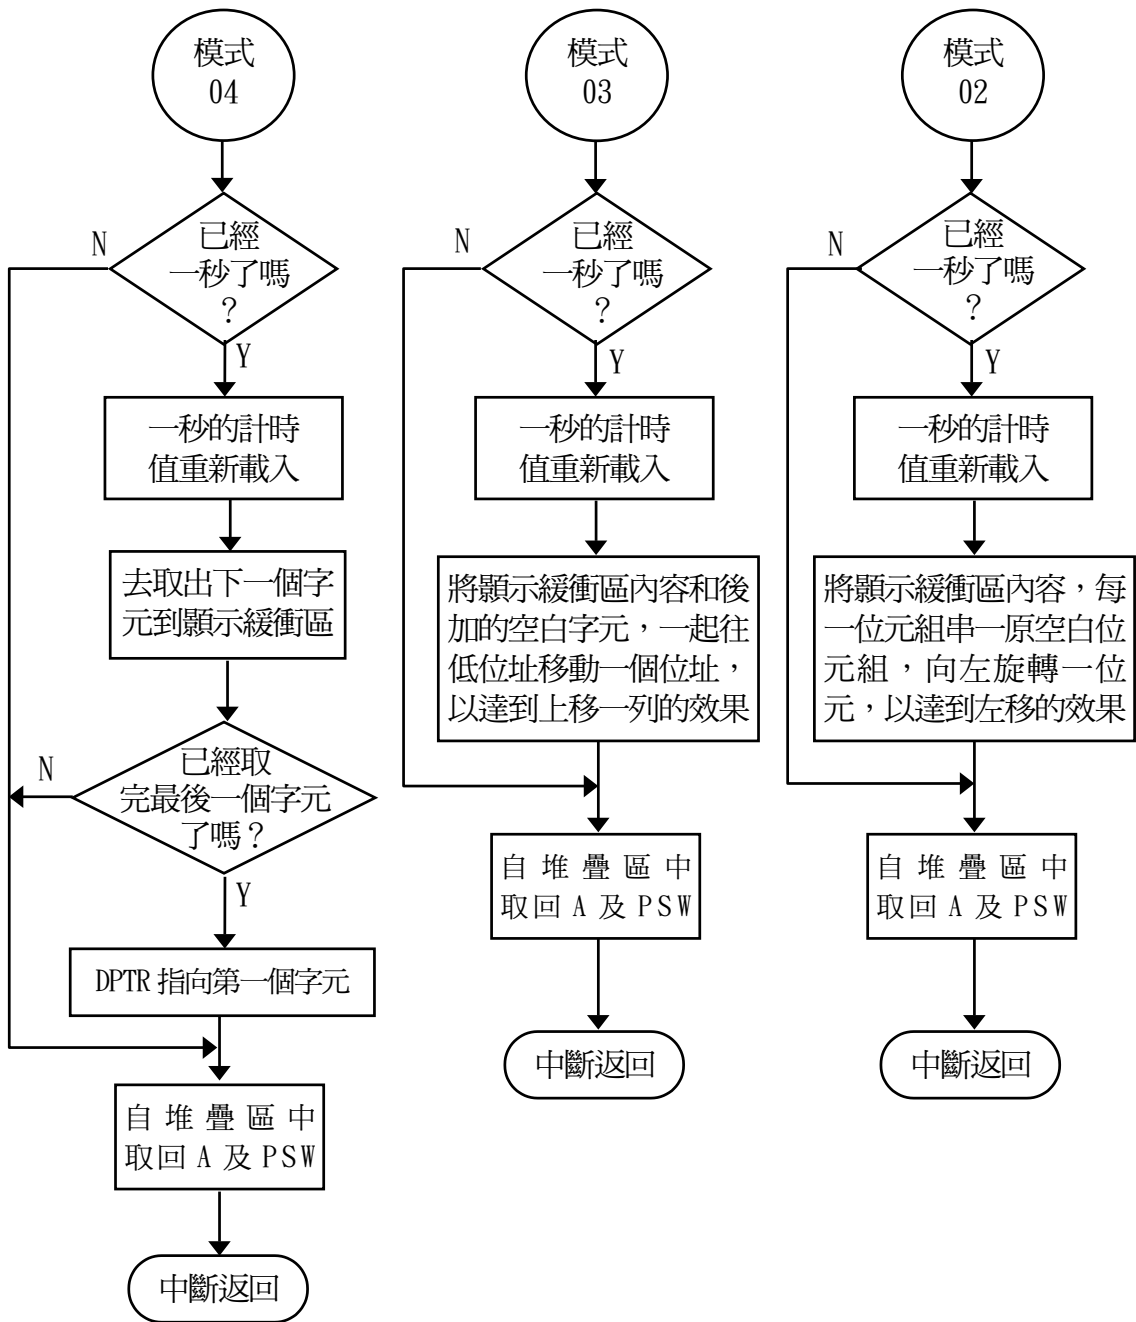 模式
04
N
已經
一秒了嗎
?
Y
一秒的計時
值重新載入
去取出下一個字
元到顯示緩衝區
N
已經取
完最後一個字元
了嗎?
Y
DPTR 指向第一個字元
自堆疊區中
取回 A 及 PSW
中斷返回
模式
03
N
已經
一秒了嗎
?
Y
一秒的計時
值重新載入
將顯示緩衝區內容和後
加的空白字元,一起往
低位址移動一個位址,
以達到上移一列的效果
自堆疊區中
取回 A 及 PSW
中斷返回
模式
02
N
已經
一秒了嗎
?
Y
一秒的計時
值重新載入
將顯示緩衝區內容,每
一位元組串一原空白位
元組,向左旋轉一位
元,以達到左移的效果
自堆疊區中
取回 A 及 PSW
中斷返回